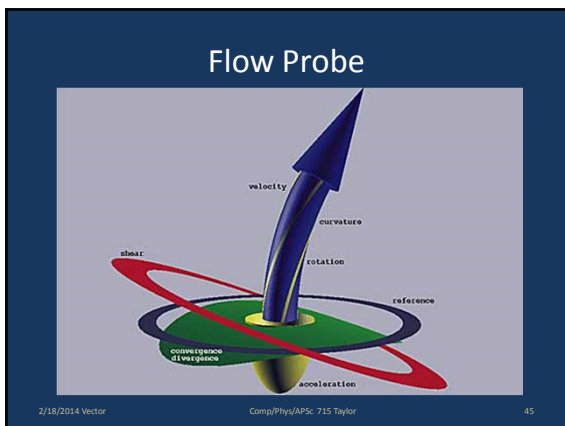 Flow Probe
velocity
curvature
shear
rotation
reference
convergence
divergence
acceleration
2/18/2014 Vector
Comp/Phys/APSc 715 Taylor
45